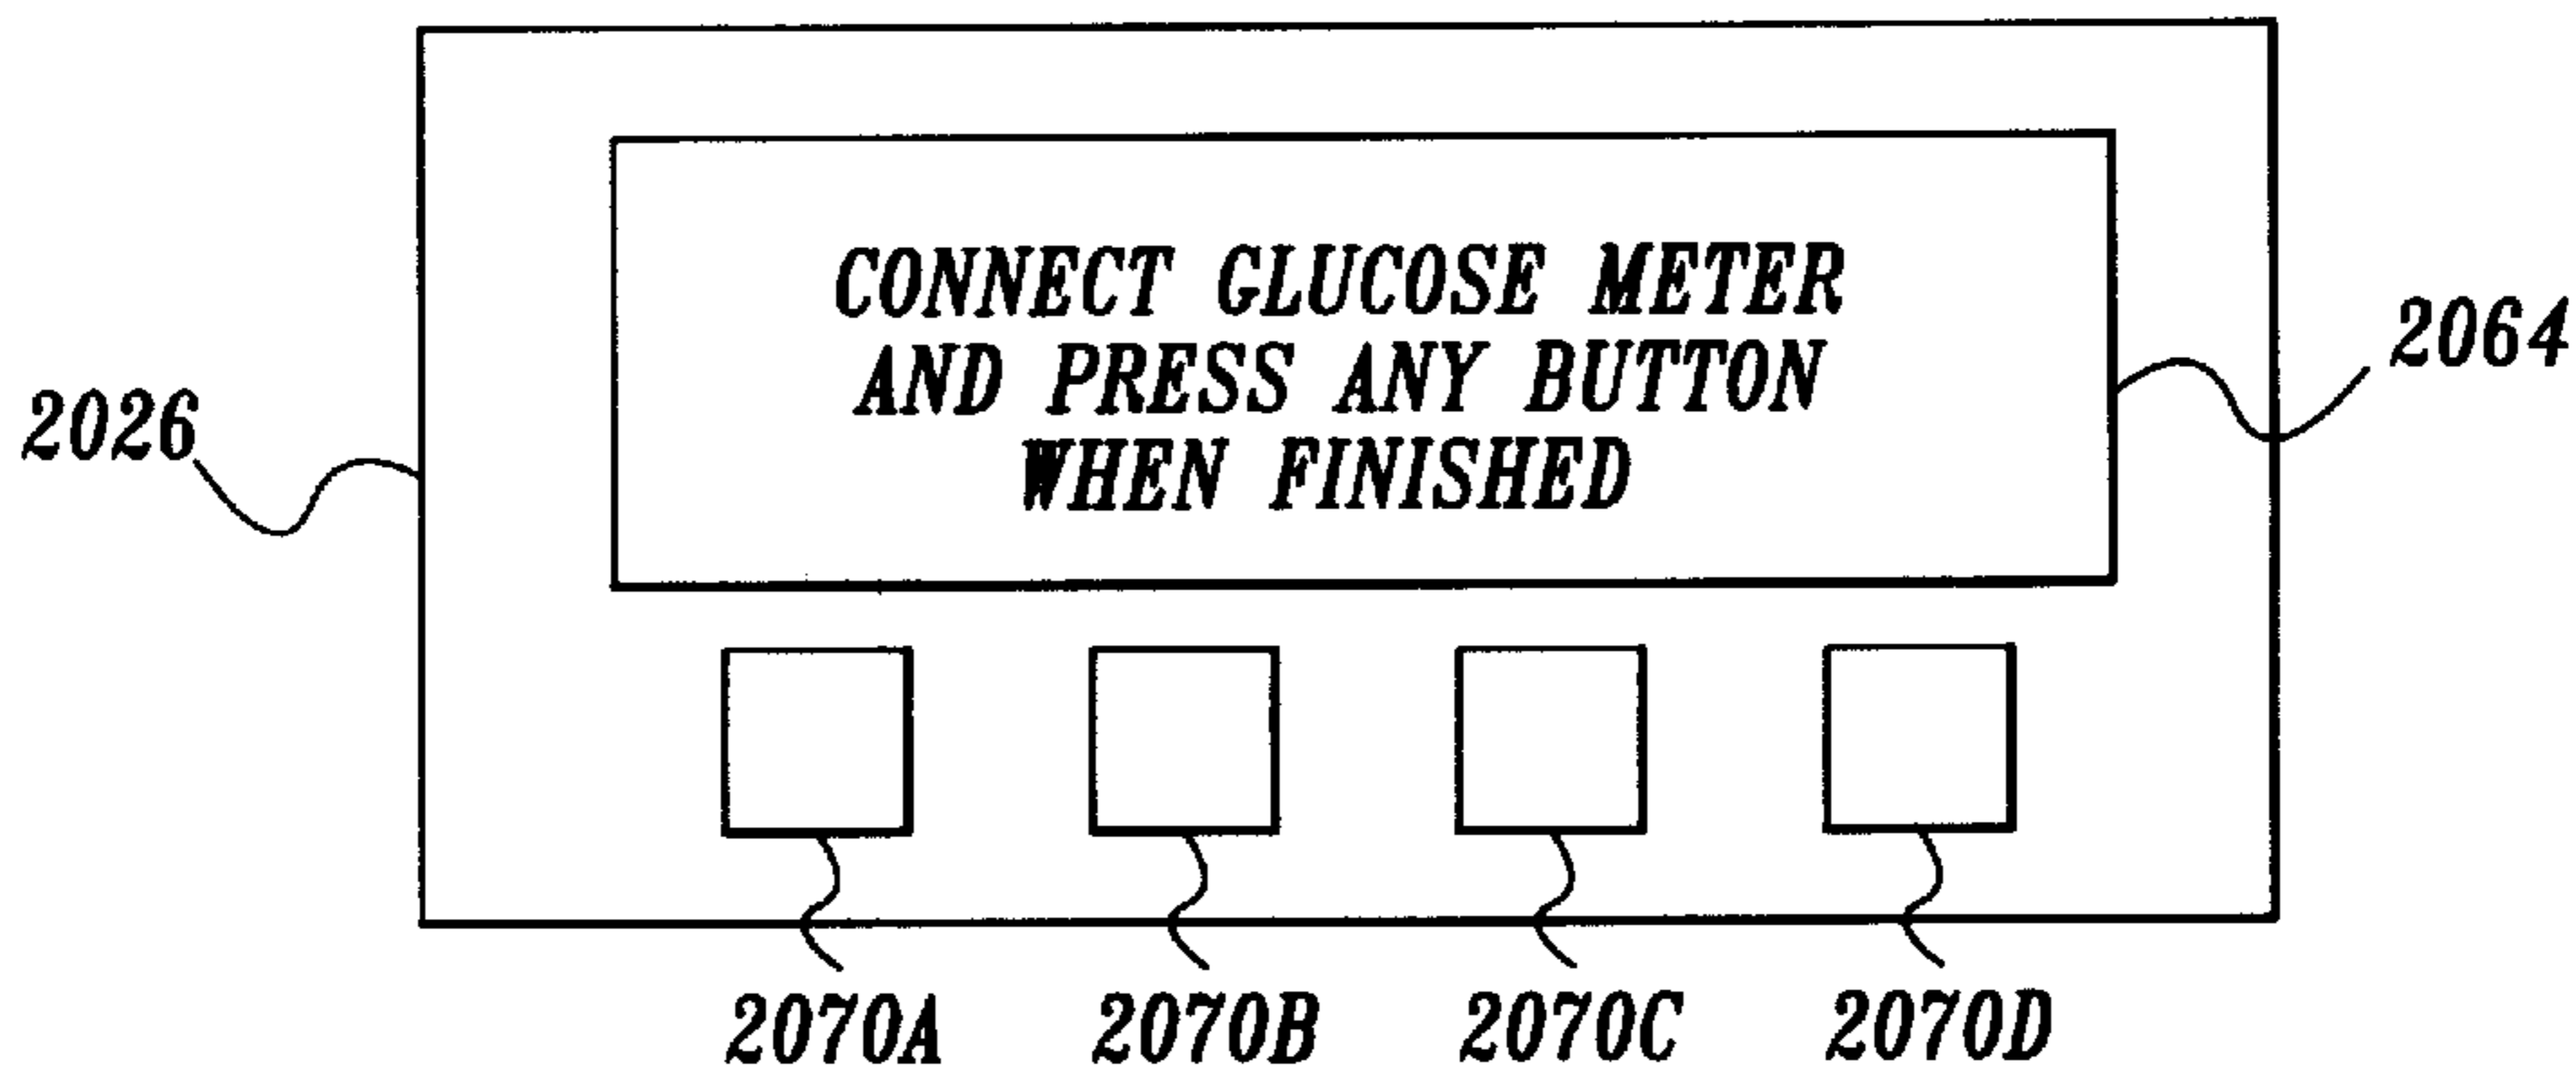 CONNECT GLUCOSE METER
AND PRESS ANY BUTTON
WHEN FINISHED
2064
2026
2070A 2070B 2070C 2070D